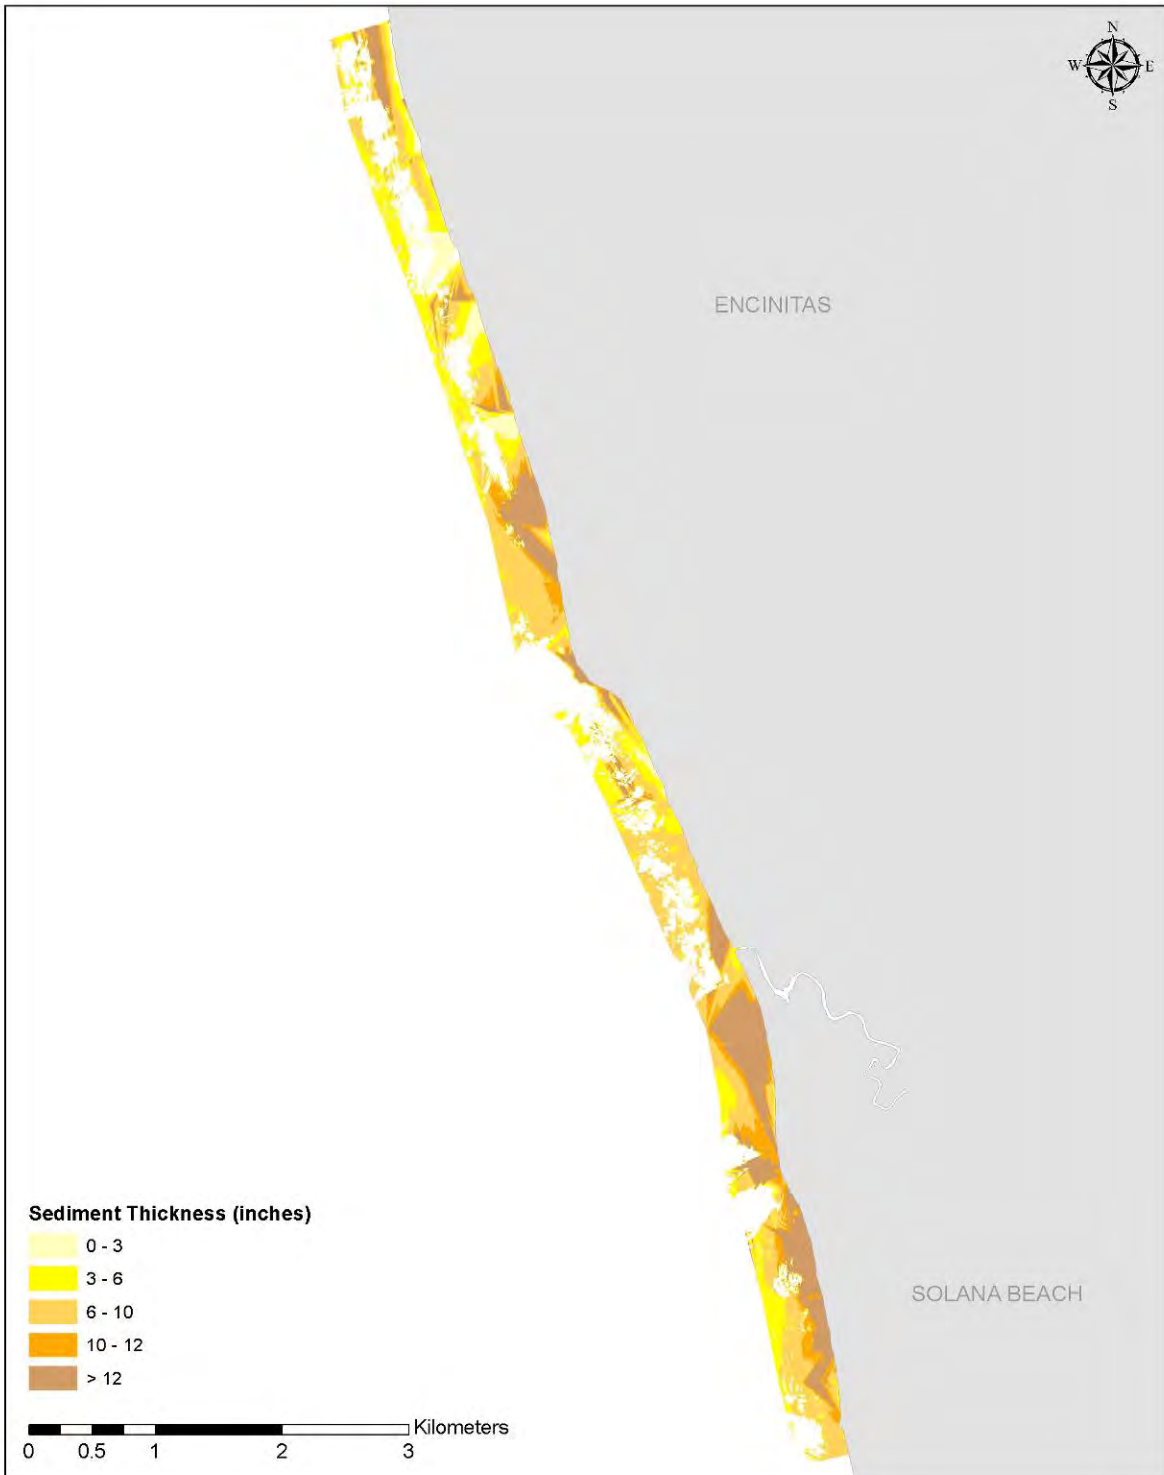 N
W E
S
ENCINITAS
SOLANA BEACH
Sediment Thickness (inches)
0 - 3
3 - 6
6 - 10
10 - 12
> 12
Kilometers
0 0.5 1 2 3